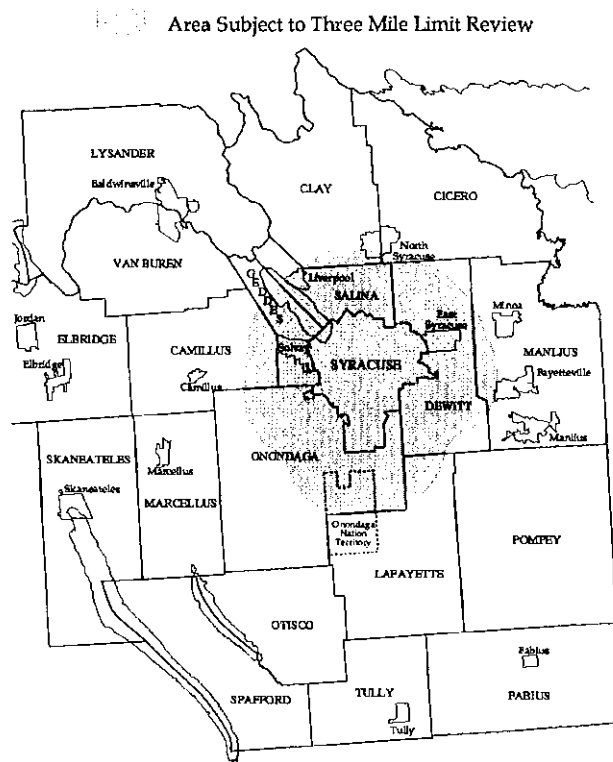 Area Subject to Three Mile Limit Review
LYSANDER
Baldwinsville
CLAY
CICERO
VAN BUREN
North
Syracuse
Liverpool
GEDDES
SALINA
Jordan
ELBRIDGE
Elbridge
CAMILLUS
Camillus
Solvay
SYRACUSE
East
Syracuse
Minoa
MANLIUS
Fayetteville
DEWITT
Manlius
SKANEATELES
Skaneateles
Marcellus
MARCELLUS
ONONDAGA
Onondaga
Nation
Territory
POMPEY
LAFAYETTE
OTISCO
Fabius
FABIUS
SPAFFORD
TULLY
Tully